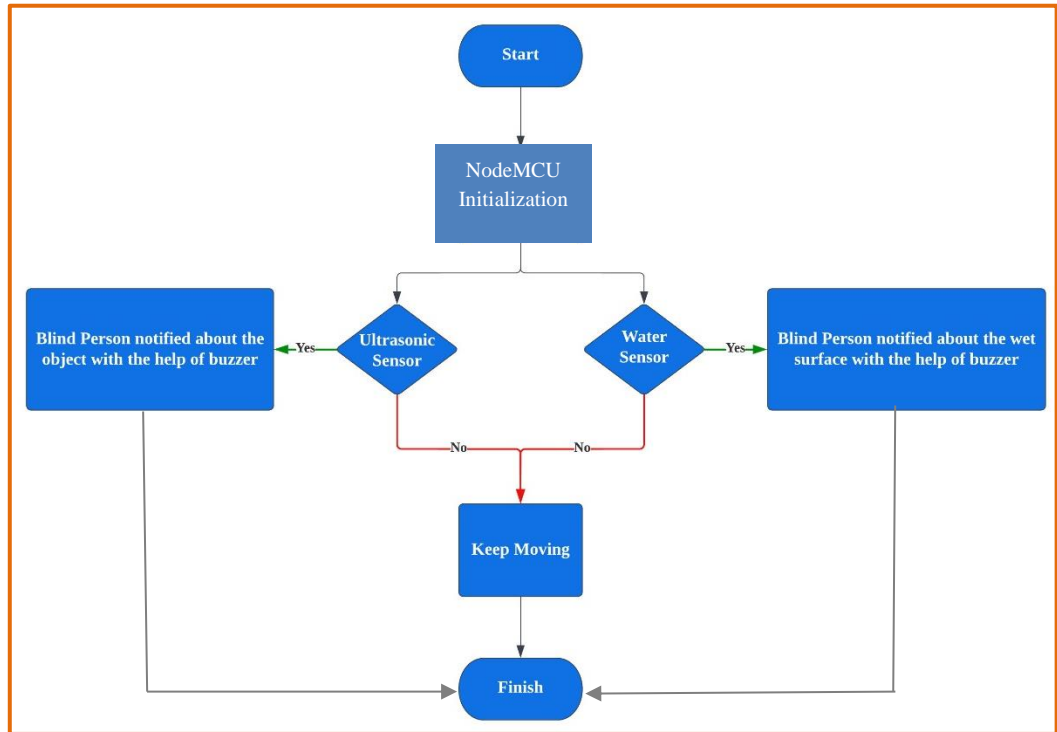 Start
NodeMCU
Initialization
Blind Person notified about the
object with the help of buzzer
Yes
Ultrasonic
Sensor
Water
Sensor
Yes
Blind Person notified about the wet
surface with the help of buzzer
No
No
Keep Moving
Finish